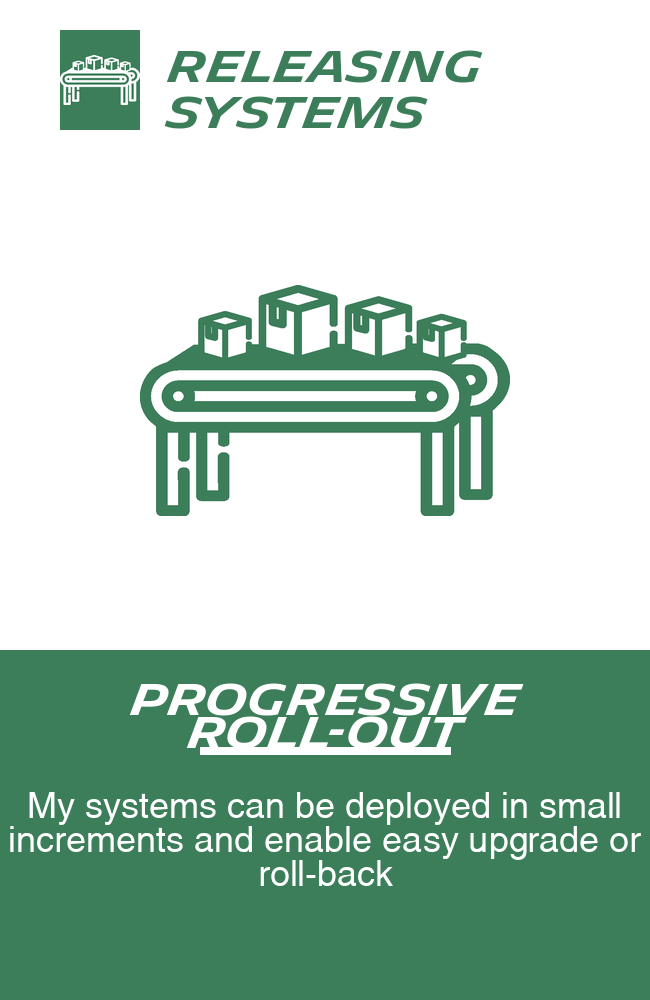 RELEASING
SYSTEMS
PROGRESSIVE
ROLL-OUT
My systems can be deployed in small
increments and enable easy upgrade or
roll-back